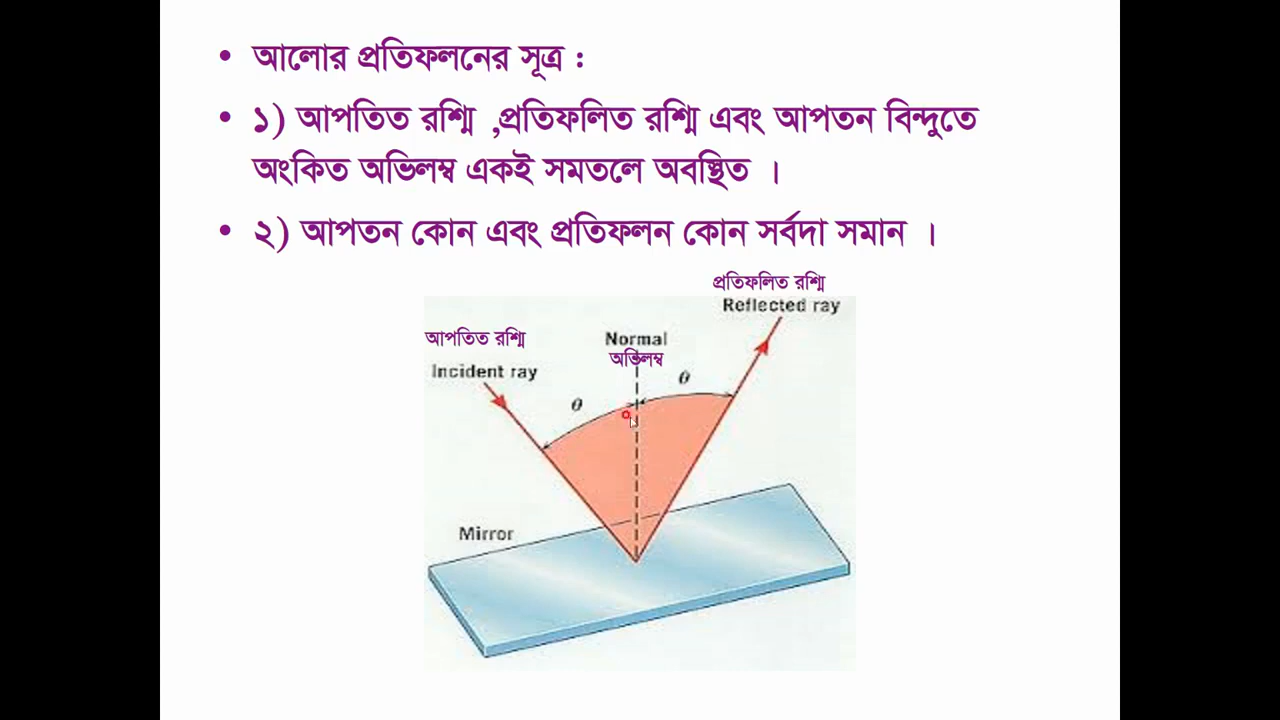 • আলোর প্রতিফলনের সূত্র :
• ১) আপতিত রশ্মি ,প্রতিফলিত রশ্মি এবং আপতন বিন্দুতে
অংকিত অভিলম্ব একই সমতলে অবস্থিত ।
• ২) আপতন কোন এবং প্রতিফলন কোন সর্বদা সমান ।
প্রতিফলিত রশ্মি
Reflected ray
আপতিত রশ্মি
Normal
অভিলম্ব
Incident ray
θ
θ
Mirror